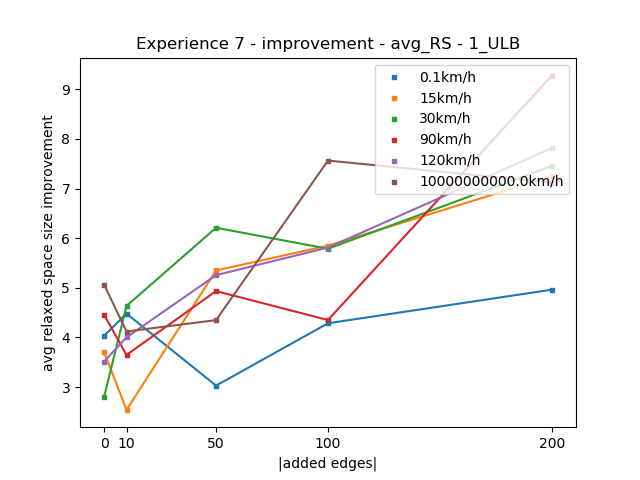 Experience 7 - improvement - avg_RS - 1_ULB
avg relaxed space size improvement
9
8
7
6
5
4
3
0.1km/h
15km/h
30km/h
90km/h
120km/h
10000000000.0km/h
0 10 50 100 200
|added edges|